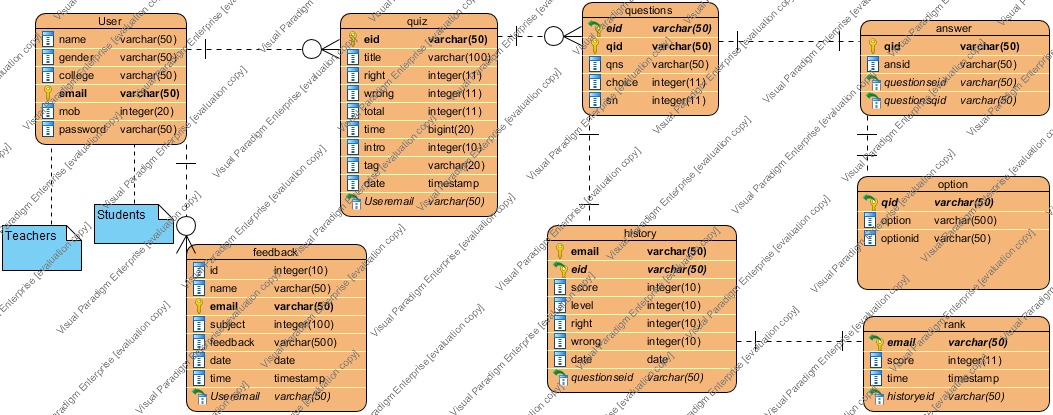 User
name varchar(50)
gender varchar(50)
college varchar(50)
email varchar(50)
mob integer(20)
password varchar(50)
Teachers
Students
quiz
eid varchar(50)
title varchar(100)
right integer(11)
wrong integer(11)
total integer(11)
time bigint(20)
intro integer(10)
tag varchar(20)
date timestamp
Useremail varchar(50)
questions
eid varchar(50)
qid varchar(50)
qns varchar(50)
choice integer(11)
sn integer(11)
answer
qid varchar(50)
ansid varchar(50)
questionseid varchar(50)
questionsqid varchar(50)
option
qid varchar(50)
option varchar(500)
optionid varchar(50)
feedback
id integer(10)
name varchar(50)
email varchar(50)
subject integer(100)
feedback varchar(500)
date date
time timestamp
Useremail varchar(50)
history
email varchar(50)
eid varchar(50)
score integer(10)
level integer(10)
right integer(10)
wrong integer(10)
date date
questionseid varchar(50)
rank
email varchar(50)
score integer(11)
time timestamp
historyeid varchar(50)
Visual Paradigm Enterprise [evaluation copy]